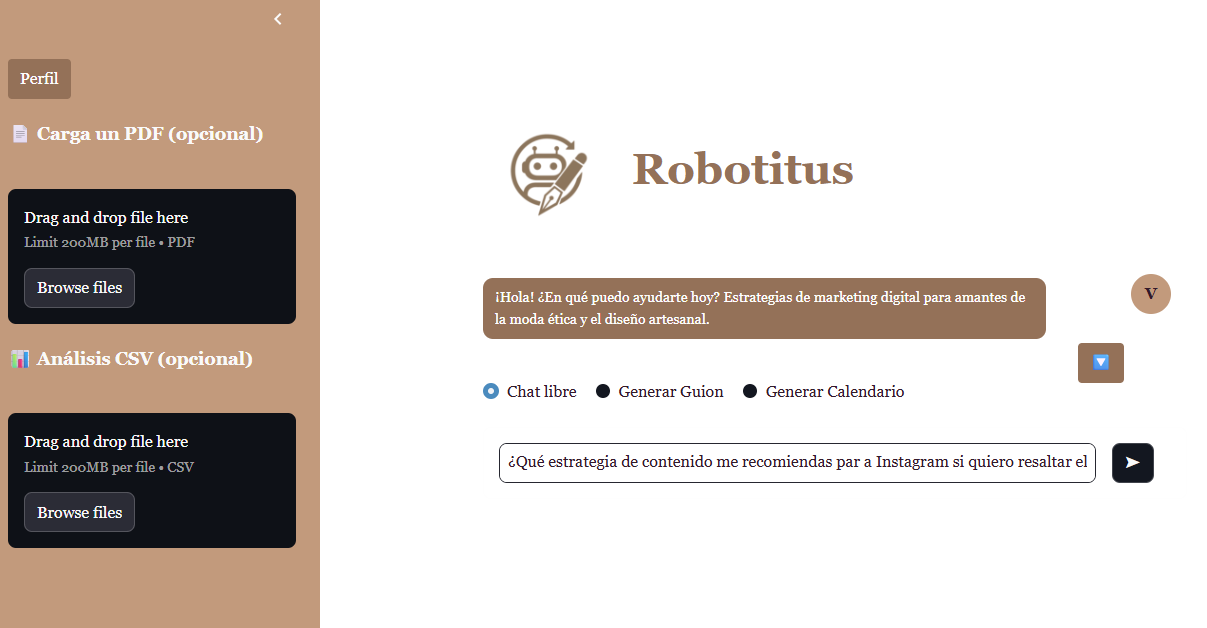 Perfil
Carga un PDF (opcional)
Drag and drop file here
Limit 200MB per file • PDF
Browse files
Análisis CSV (opcional)
Drag and drop file here
Limit 200MB per file • CSV
Browse files
Robotitus
¡Hola! ¿En qué puedo ayudarte hoy? Estrategias de marketing digital para amantes de
la moda ética y el diseño artesanal.
V
Chat libre
Generar Guion
Generar Calendario
¿Qué estrategia de contenido me recomiendas par a Instagram si quiero resaltar el